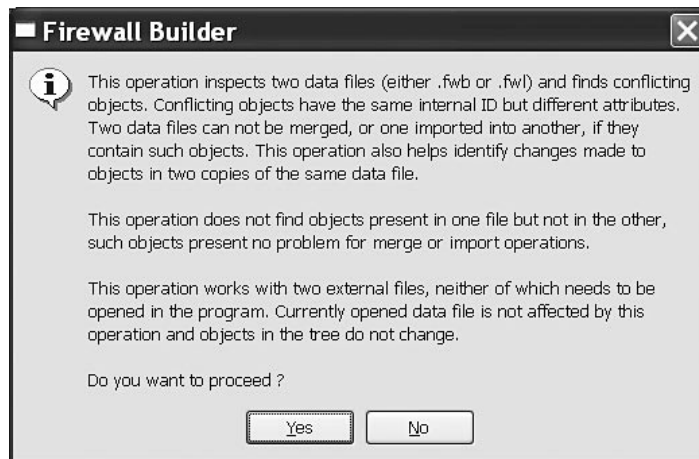 Firewall Builder
This operation inspects two data files (either .fwb or .fwl) and finds conflicting
objects. Conflicting objects have the same internal ID but different attributes.
Two data files can not be merged, or one imported into another, if they
contain such objects. This operation also helps identify changes made to
objects in two copies of the same data file.
This operation does not find objects present in one file but not in the other,
such objects present no problem for merge or import operations.
This operation works with two external files, neither of which needs to be
opened in the program. Currently opened data file is not affected by this
operation and objects in the tree do not change.
Do you want to proceed ?
Yes
No